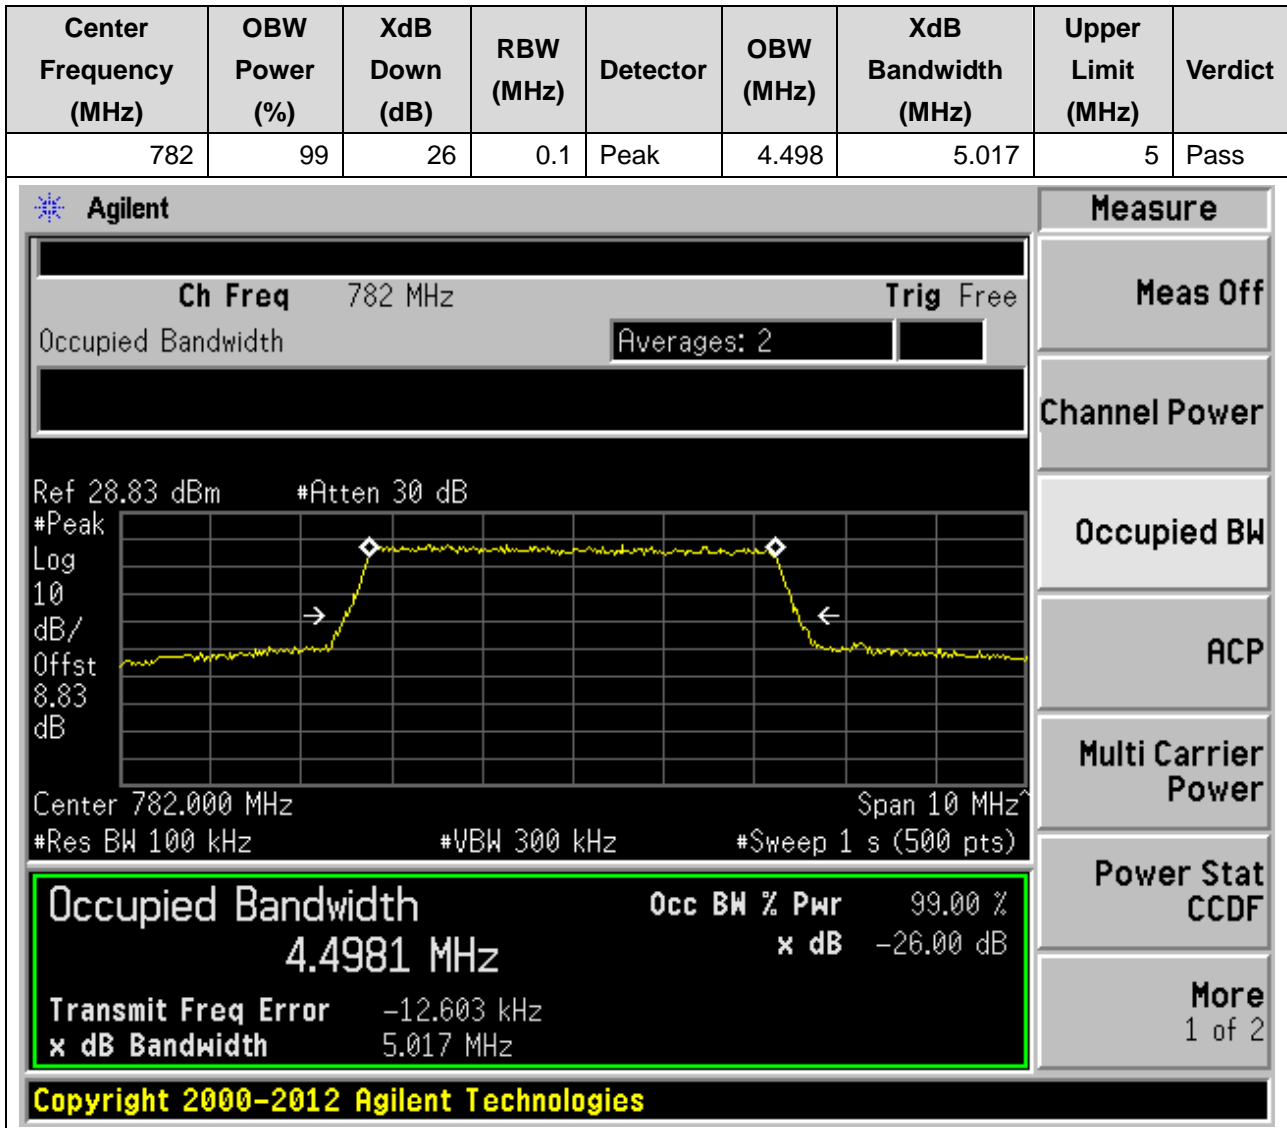 Center Frequency (MHz) OBW Power (%) XdB Down (dB) RBW (MHz) Detector OBW (MHz) XdB Bandwidth (MHz) Upper Limit (MHz) Verdict
782 99 26 0.1 Peak 4.498 5.017 5 Pass
Agilent
Measure
Ch Freq 782 MHz Trig Free
Meas Off
Occupied Bandwidth Averages: 2
Channel Power
Ref 28.83 dBm #Atten 30 dB
#Peak
Log
10
dB/
Offst
8.83
dB
Occupied BW
ACP
Multi Carrier
Power
Center 782.000 MHz Span 10 MHz^
#Res BW 100 kHz #VBW 300 kHz #Sweep 1 s (500 pts)
Power Stat
CCDF
Occupied Bandwidth Occ BW % Pwr 99.00 %
4.4981 MHz x dB -26.00 dB
Transmit Freq Error -12.603 kHz
x dB Bandwidth 5.017 MHz
More
1 of 2
Copyright 2000-2012 Agilent Technologies